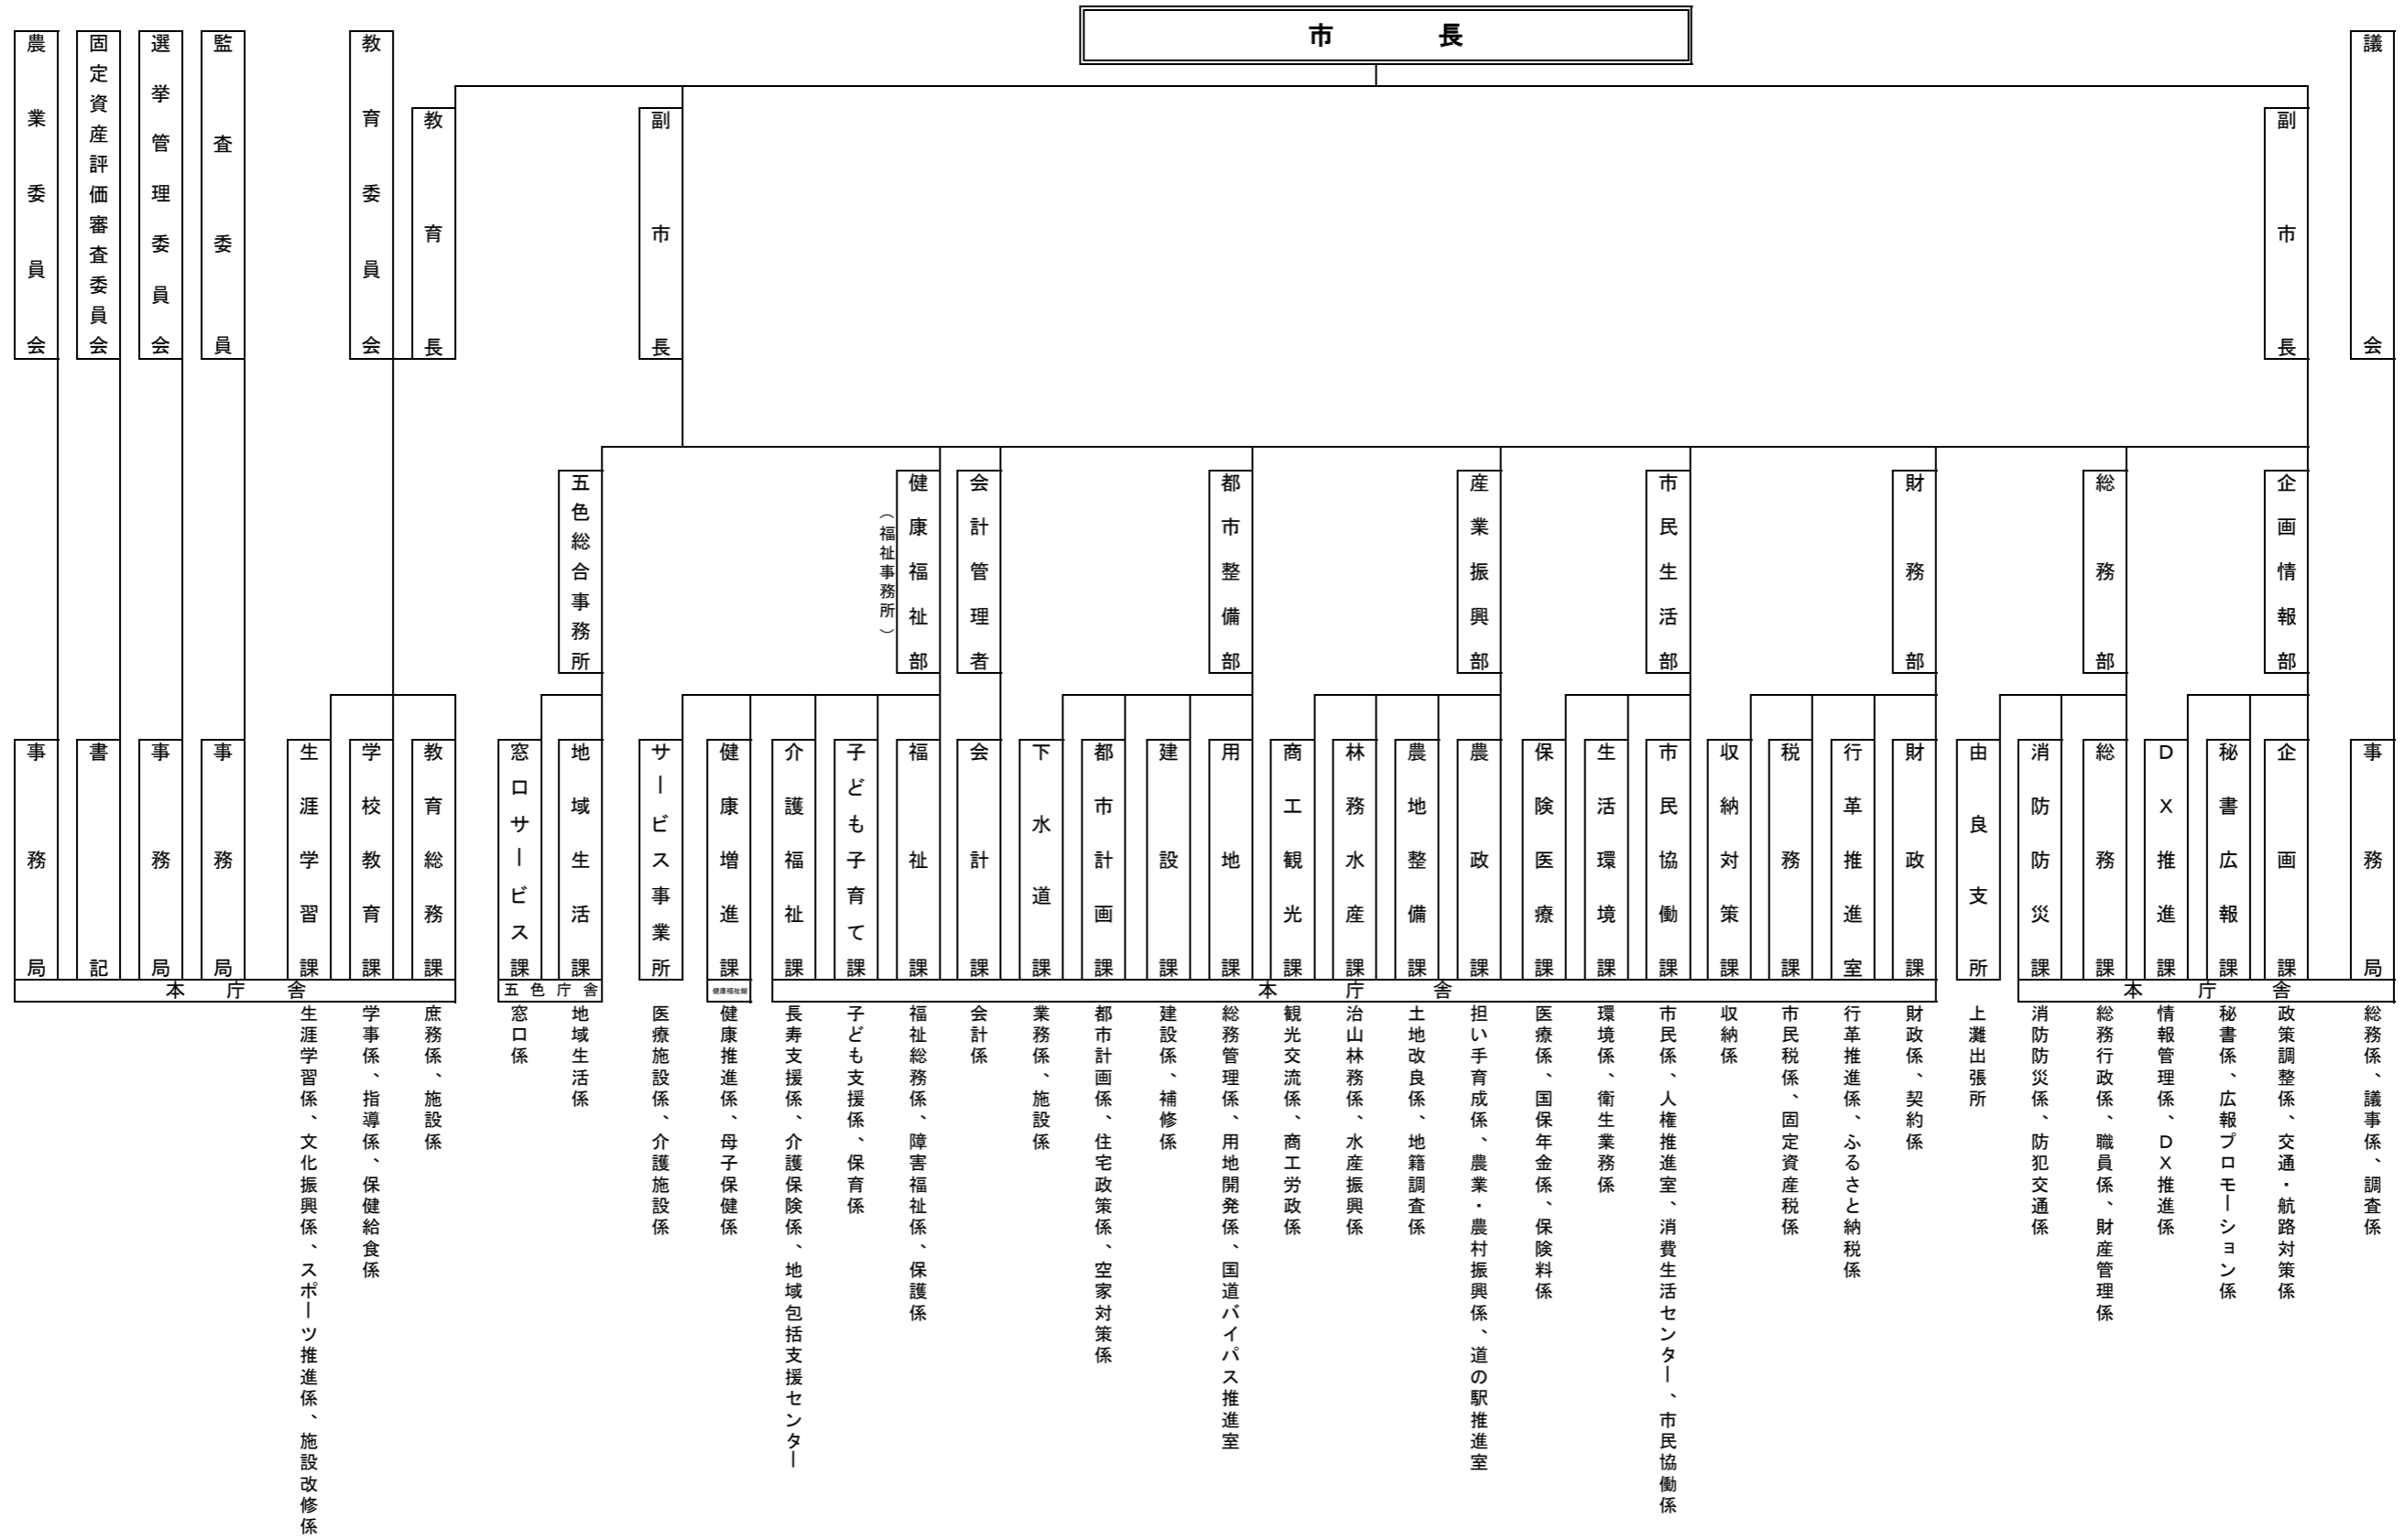 市長
議会
副市長
副市長
教育長
教育委員会
監査委員
選挙管理委員会
固定資産評価審査委員会
農業委員会
企画情報部
総務部
財務部
市民生活部
産業振興部
都市整備部
会計管理者
健康福祉部
（福祉事務所）
五色総合事務所
事務局
企画課
秘書広報課
ＤＸ推進課
総務課
消防防災課
由良支所
財政課
行革推進室
税務課
収納対策課
市民協働課
生活環境課
保険医療課
農政課
農地整備課
林務水産課
商工観光課
用地課
建設課
都市計画課
下水道課
会計課
福祉課
子ども子育て課
介護福祉課
健康増進課
サービス事業所
地域生活課
窓口サービス課
教育総務課
学校教育課
生涯学習課
事務局
事務局
書記
事務局
本庁舎
本庁舎
健康福祉館
五色庁舎
本庁舎
総務係、議事係、調査係
政策調整係、交通・航路対策係
秘書係、広報プロモーション係
情報管理係、ＤＸ推進係
総務行政係、職員係、財産管理係
消防防災係、防犯交通係
上灘出張所
財政係、契約係
行革推進係、ふるさと納税係
市民税係、固定資産税係
収納係
市民係、人権推進室、消費生活センター、市民協働係
環境係、衛生業務係
医療係、国保年金係、保険料係
担い手育成係、農業・農村振興係、道の駅推進室
土地改良係、地籍調査係
治山林務係、水産振興係
観光交流係、商工労政係
総務管理係、用地開発係、国道バイパス推進室
建設係、補修係
都市計画係、住宅政策係、空家対策係
業務係、施設係
会計係
福祉総務係、障害福祉係、保護係
子ども支援係、保育係
長寿支援係、介護保険係、地域包括支援センター
健康推進係、母子保健係
医療施設係、介護施設係
地域生活係
窓口係
庶務係、施設係
学事係、指導係、保健給食係
生涯学習係、文化振興係、スポーツ推進係、施設改修係